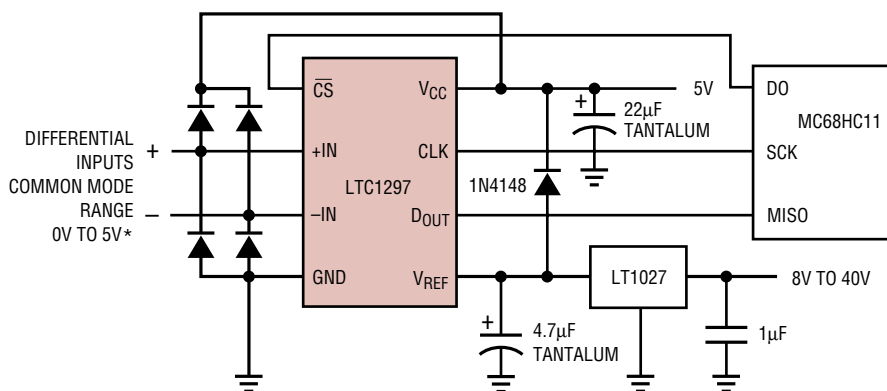 DIFFERENTIAL
INPUTS
COMMON MODE
RANGE
0V TO 5V*
+
–
CS
+IN
–IN
GND
LTC1297
VCC
CLK
DOUT
VREF
5V
+
22µF
TANTALUM
1N4148
DO
MC68HC11
SCK
MISO
LT1027
8V TO 40V
+
4.7µF
TANTALUM
1µF